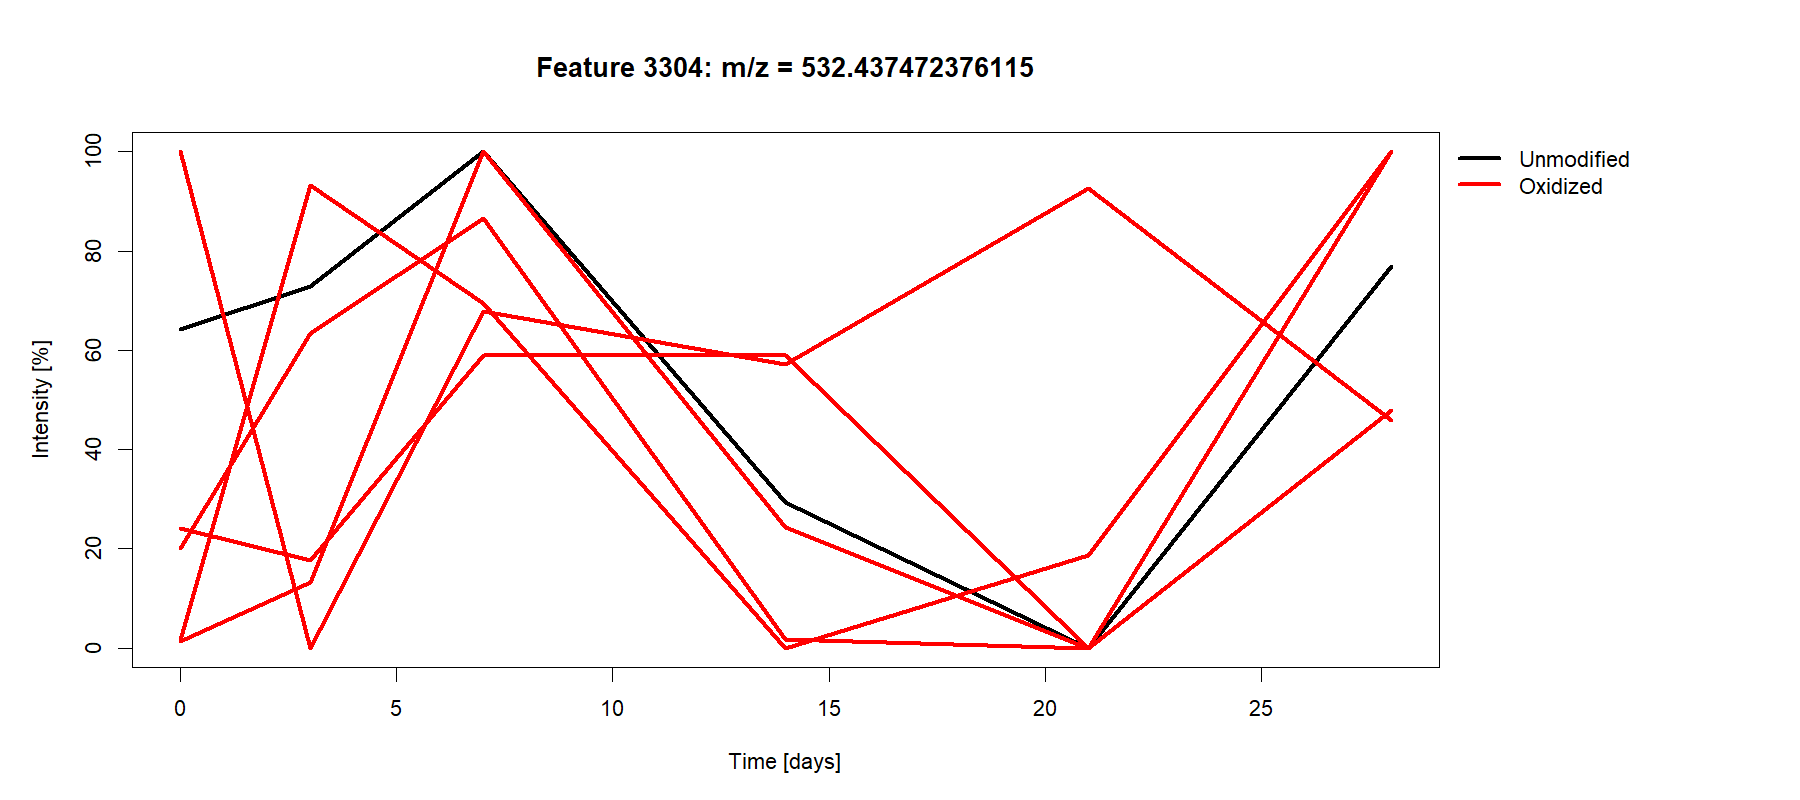 Feature 3304: m/z = 532.437472376115
Unmodified
Oxidized
Intensity [%]
100
80
60
40
20
0
0 5 10 15 20 25
Time [days]